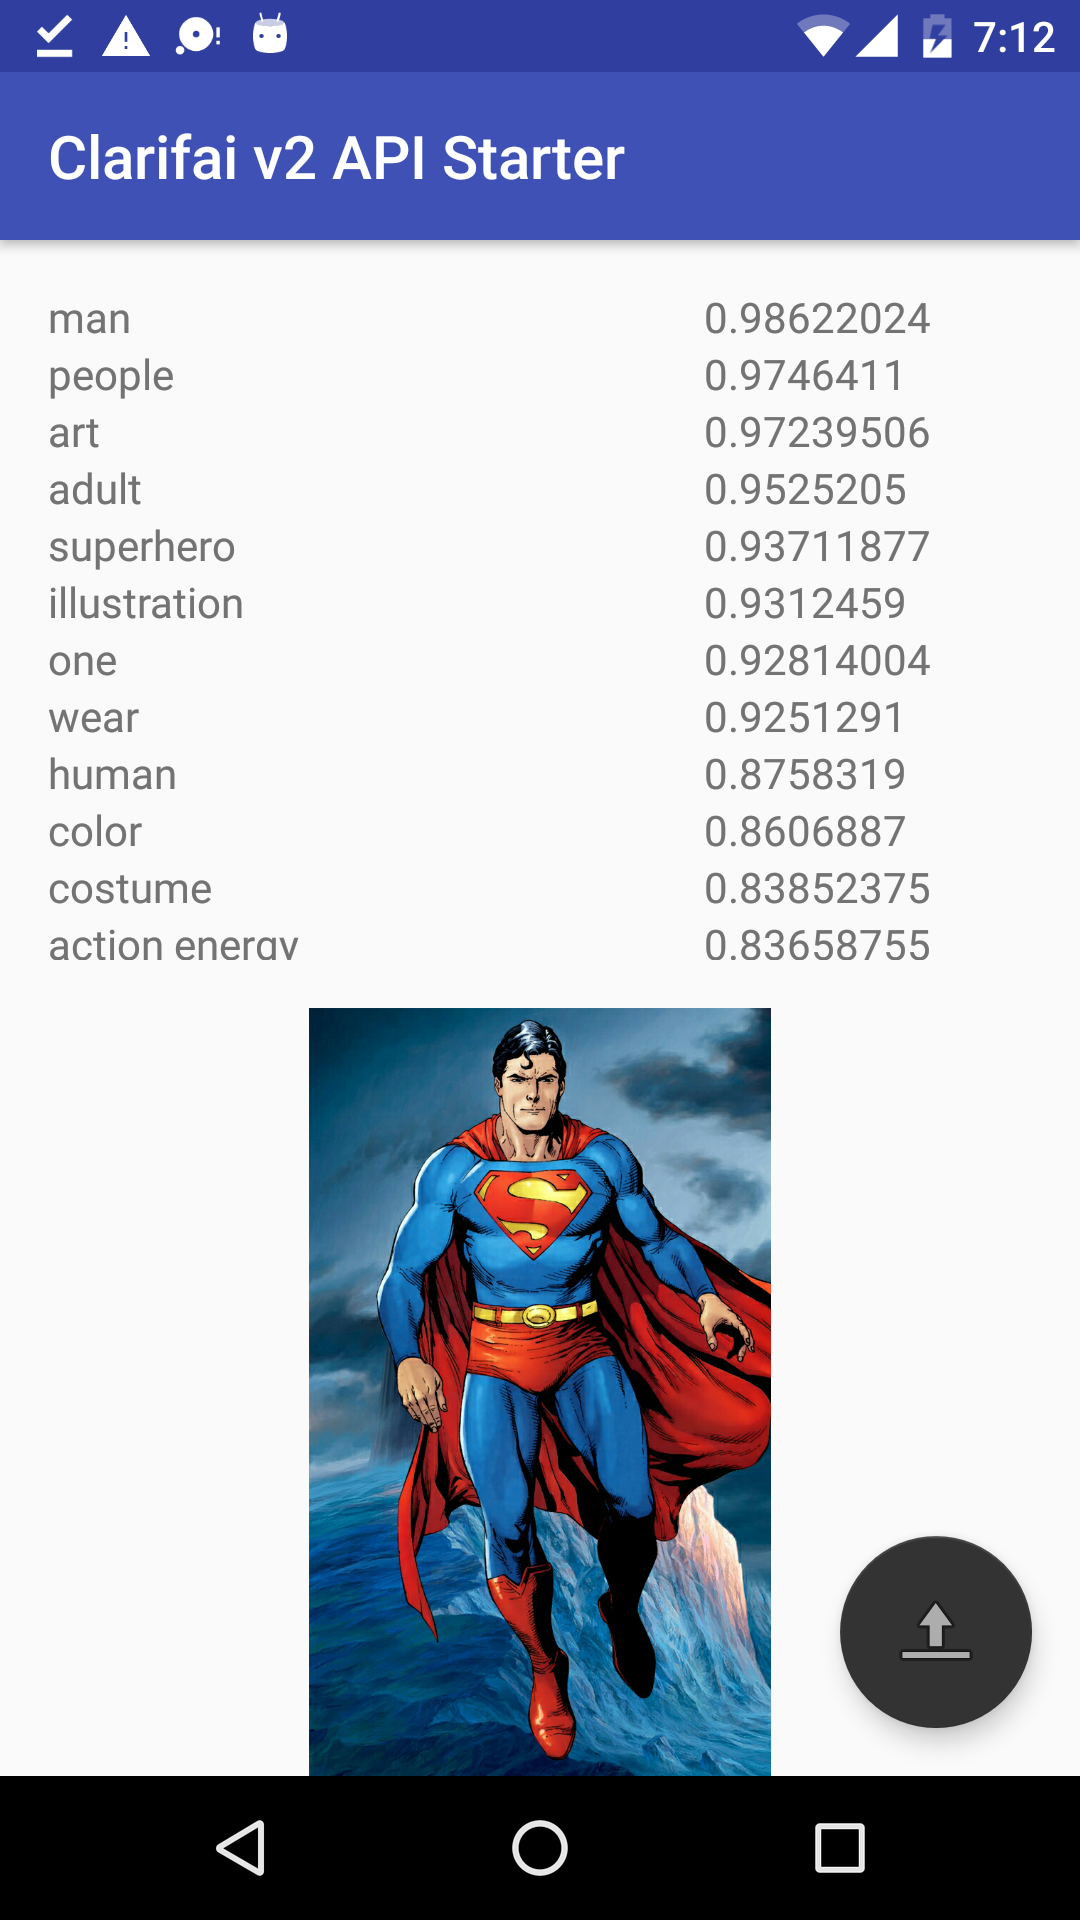 7:12
Clarifai v2 API Starter
man 0.98622024
people 0.9746411
art 0.97239506
adult 0.9525205
superhero 0.93711877
illustration 0.9312459
one 0.92814004
wear 0.9251291
human 0.8758319
color 0.8606887
costume 0.83852375
action energy 0.83658755
S